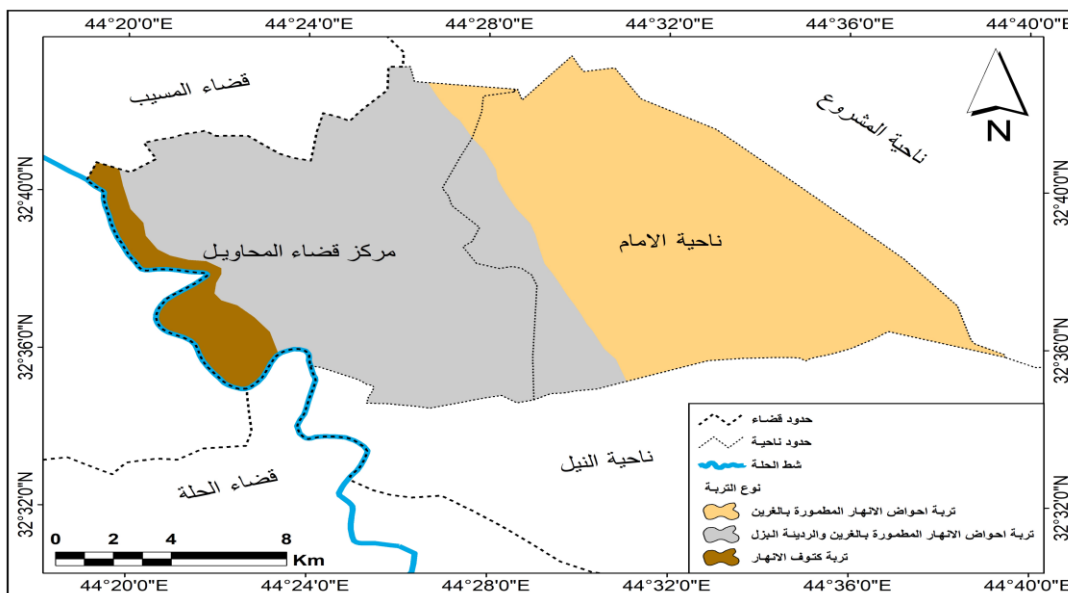 44°20'0"E
44°24'0"E
44°28'0"E
44°32'0"E
44°36'0"E
44°40'0"E
قضاء المسيب
ناحية المشروع
N
32°40'0"N
32°40'0"N
ناحية الامام
مركز قضاء المحاويل
32°36'0"N
32°36'0"N
حدود قضاء
حدود ناحية
شط الحلة
نوع التربة
تربة احواض الانهار المطمورة بالغرين
تربة احواض الانهار المطمورة بالغرين والرديئة البزل
تربة كتوف الانهار
ناحية النيل
قضاء الحلة
32°32'0"N
32°32'0"N
0 2 4 8
Km
44°20'0"E
44°24'0"E
44°28'0"E
44°32'0"E
44°36'0"E
44°40'0"E